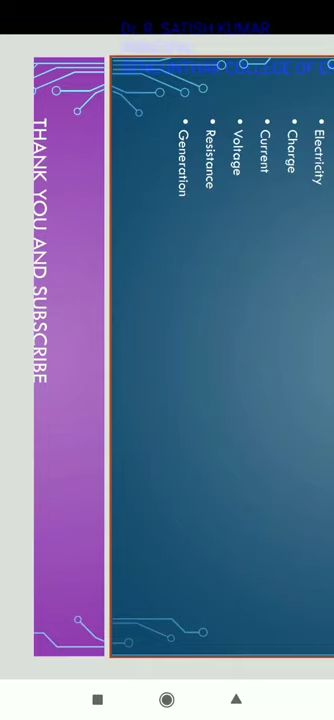 Dr. B. SATISH KUMAR
• Electricity
• Charge
• Current
• Voltage
• Resistance
• Generation
THANK YOU AND SUBSCRIBE